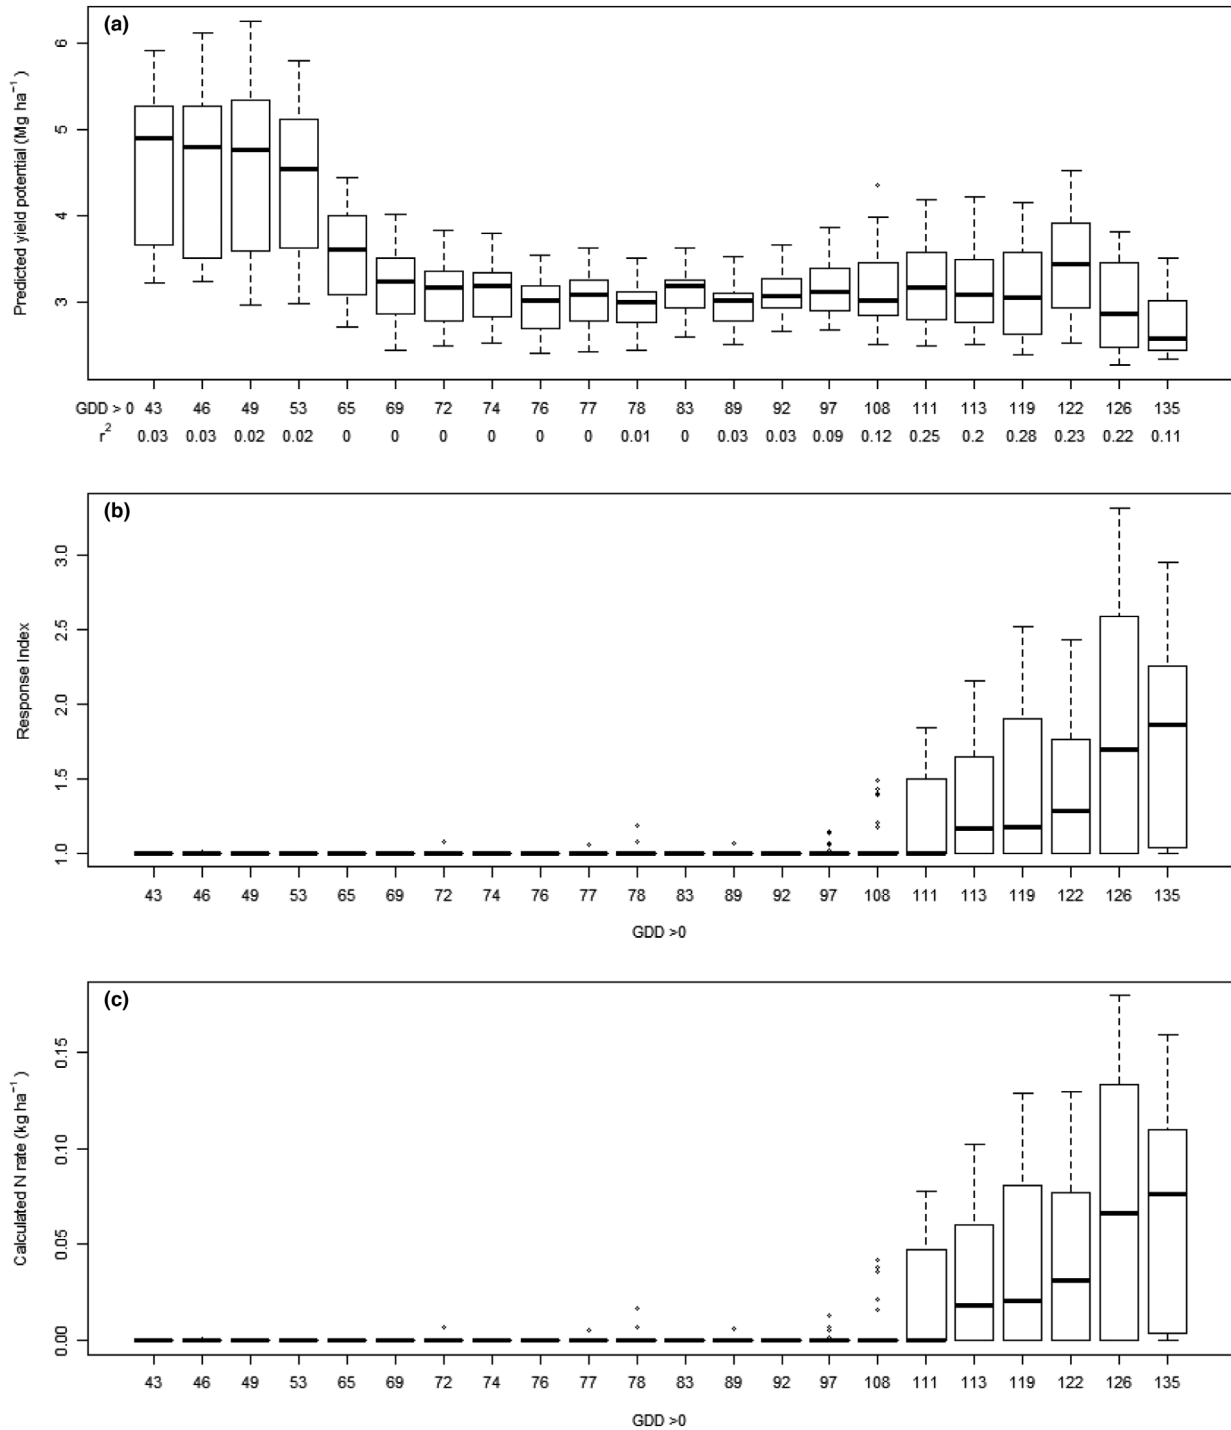 (a)
Predicted yield potential (Mg ha⁻¹ )
6
5
4
3
GDD > 0 43 46 49 53 65 69 72 74 76 77 78 83 89 92 97 108 111 113 119 122 126 135
r² 0.03 0.03 0.02 0.02 0 0 0 0 0 0 0.01 0 0.03 0.03 0.09 0.12 0.25 0.2 0.28 0.23 0.22 0.11
(b)
Response Index
3.0
2.5
2.0
1.5
1.0
43 46 49 53 65 69 72 74 76 77 78 83 89 92 97 108 111 113 119 122 126 135
GDD >0
(c)
Calculated N rate (kg ha⁻¹ )
0.15
0.10
0.05
0.00
43 46 49 53 65 69 72 74 76 77 78 83 89 92 97 108 111 113 119 122 126 135
GDD >0